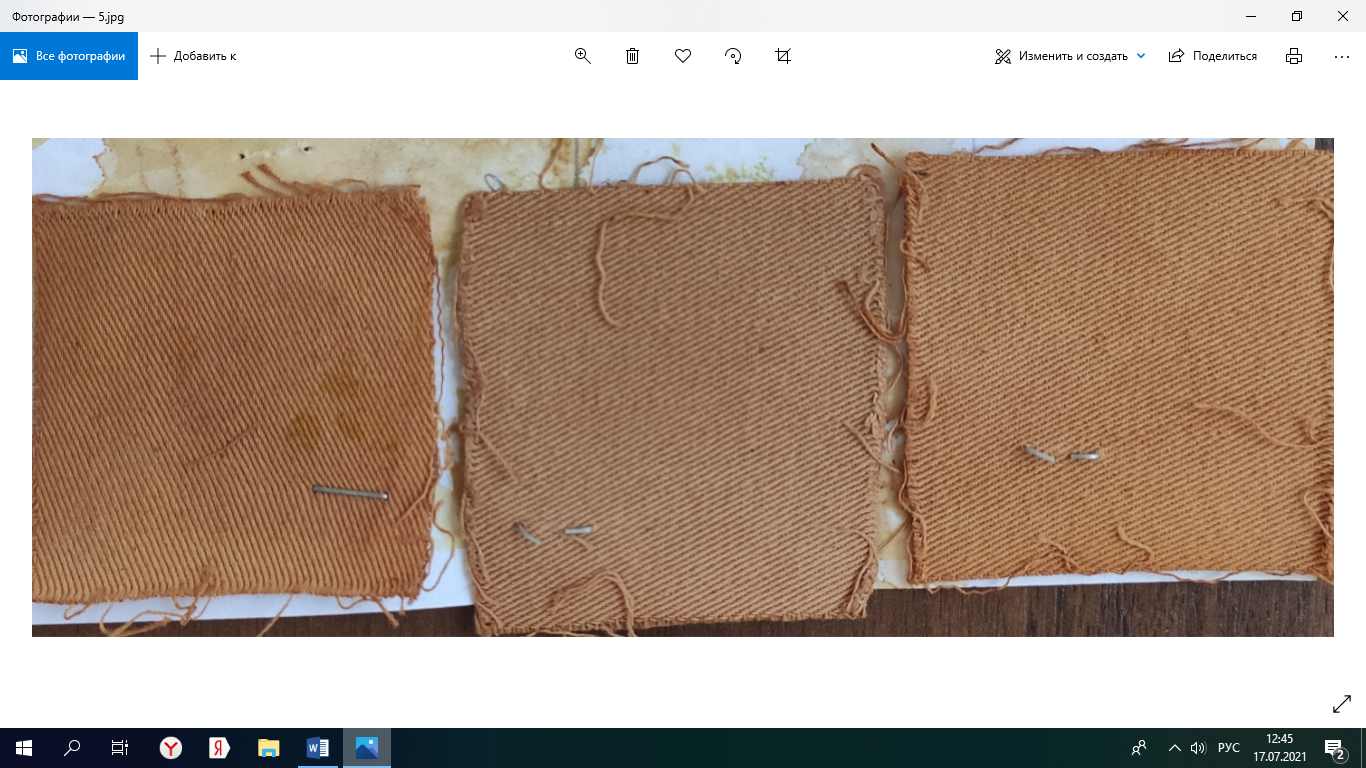 Фотографии — 5.jpg
Все фотографии
Добавить к
Изменить и создать
Поделиться
РУС
12:45
17.07.2021
2